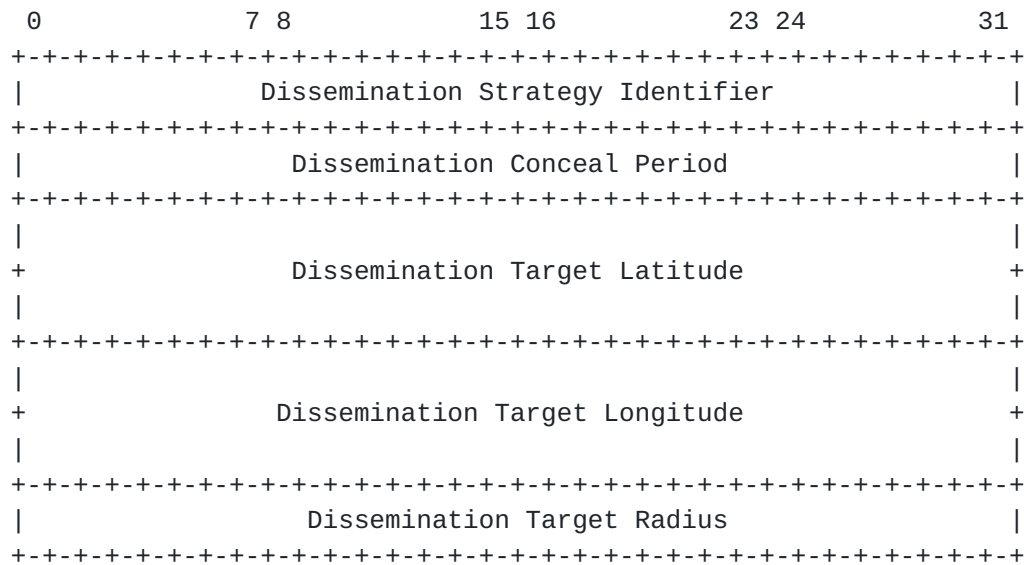 0 7 8 15 16 23 24 31
+-+-+-+-+-+-+-+-+-+-+-+-+-+-+-+-+-+-+-+-+-+-+-+-+-+-+-+-+-+-+-+-+
| Dissemination Strategy Identifier |
+-+-+-+-+-+-+-+-+-+-+-+-+-+-+-+-+-+-+-+-+-+-+-+-+-+-+-+-+-+-+-+-+
| Dissemination Conceal Period |
+-+-+-+-+-+-+-+-+-+-+-+-+-+-+-+-+-+-+-+-+-+-+-+-+-+-+-+-+-+-+-+-+
| |
+ Dissemination Target Latitude +
| |
+-+-+-+-+-+-+-+-+-+-+-+-+-+-+-+-+-+-+-+-+-+-+-+-+-+-+-+-+-+-+-+-+
| |
+ Dissemination Target Longitude +
| |
+-+-+-+-+-+-+-+-+-+-+-+-+-+-+-+-+-+-+-+-+-+-+-+-+-+-+-+-+-+-+-+-+
| Dissemination Target Radius |
+-+-+-+-+-+-+-+-+-+-+-+-+-+-+-+-+-+-+-+-+-+-+-+-+-+-+-+-+-+-+-+-+